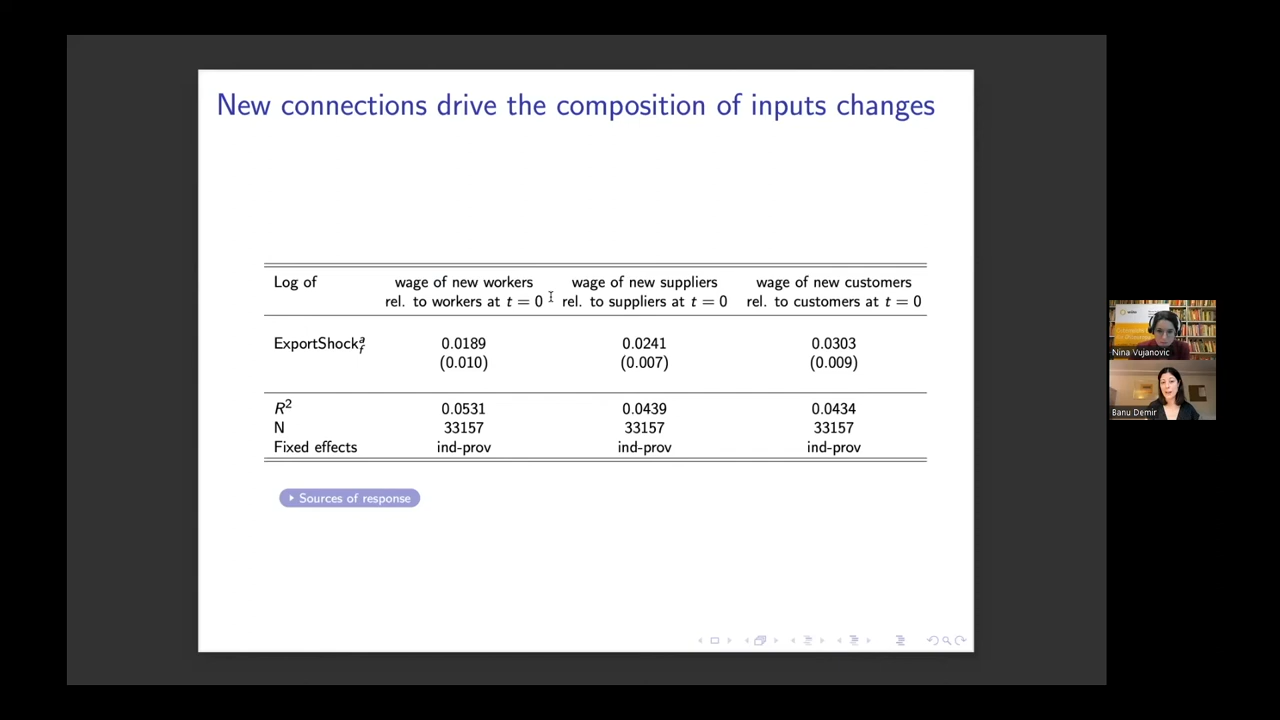 New connections drive the composition of inputs changes
Log of wage of new workers wage of new suppliers wage of new customers
rel. to workers at t = 0 rel. to suppliers at t = 0 rel. to customers at t = 0
ExportShock_f^a 0.0189 0.0241 0.0303
(0.010) (0.007) (0.009)
R² 0.0531 0.0439 0.0434
N 33157 33157 33157
Fixed effects ind-prov ind-prov ind-prov
Sources of response
Nina Vujanovic
Banu Demir